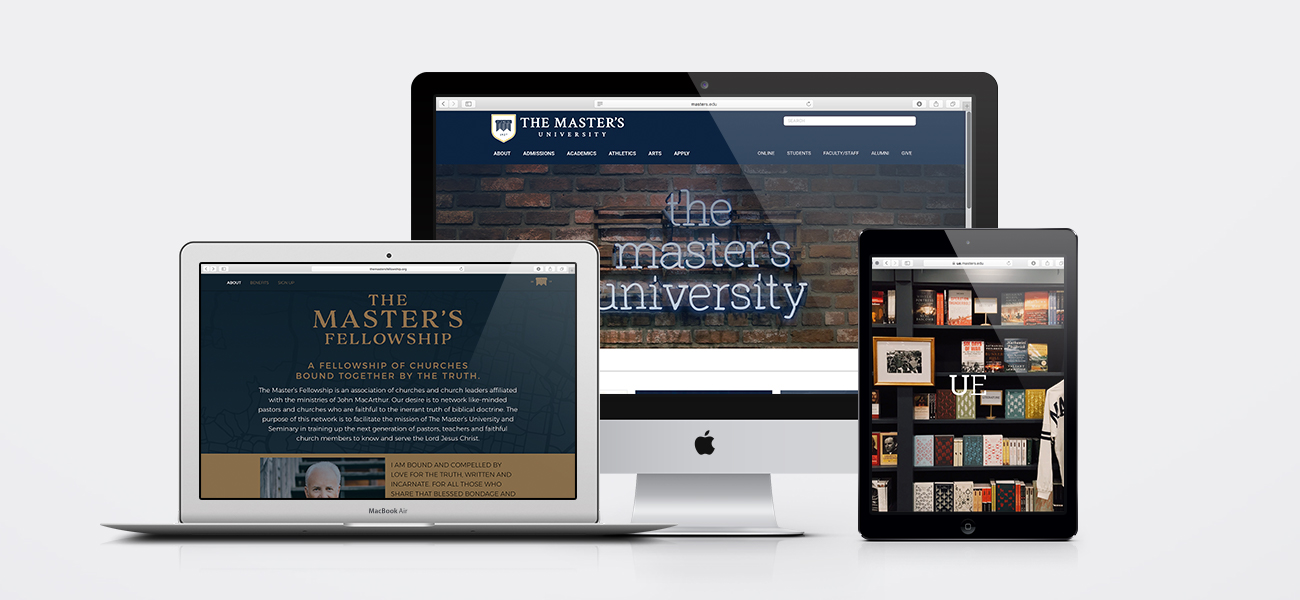 masters.edu
THE MASTER'S
UNIVERSITY
SEARCH
ABOUT ADMISSIONS ACADEMICS ATHLETICS ARTS APPLY
ONLINE STUDENTS FACULTY/STAFF ALUMNI GIVE
the
master's
university
themastersfellowship.org
ABOUT BENEFITS SIGN UP
THE
MASTER'S
FELLOWSHIP
A FELLOWSHIP OF CHURCHES
BOUND TOGETHER BY THE TRUTH.
The Master's Fellowship is an association of churches and church leaders affiliated
with the ministries of John MacArthur. Our desire is to network like-minded
pastors and churches who are faithful to the inerrant truth of biblical doctrine. The
purpose of this network is to facilitate the mission of The Master's University and
Seminary in training up the next generation of pastors, teachers and faithful
church members to know and serve the Lord Jesus Christ.
I AM BOUND AND COMPELLED BY
LOVE FOR THE TRUTH, WRITTEN AND
INCARNATE. FOR ALL THOSE WHO
SHARE THAT BLESSED BONDAGE AND
MacBook Air
ue.masters.edu
UE